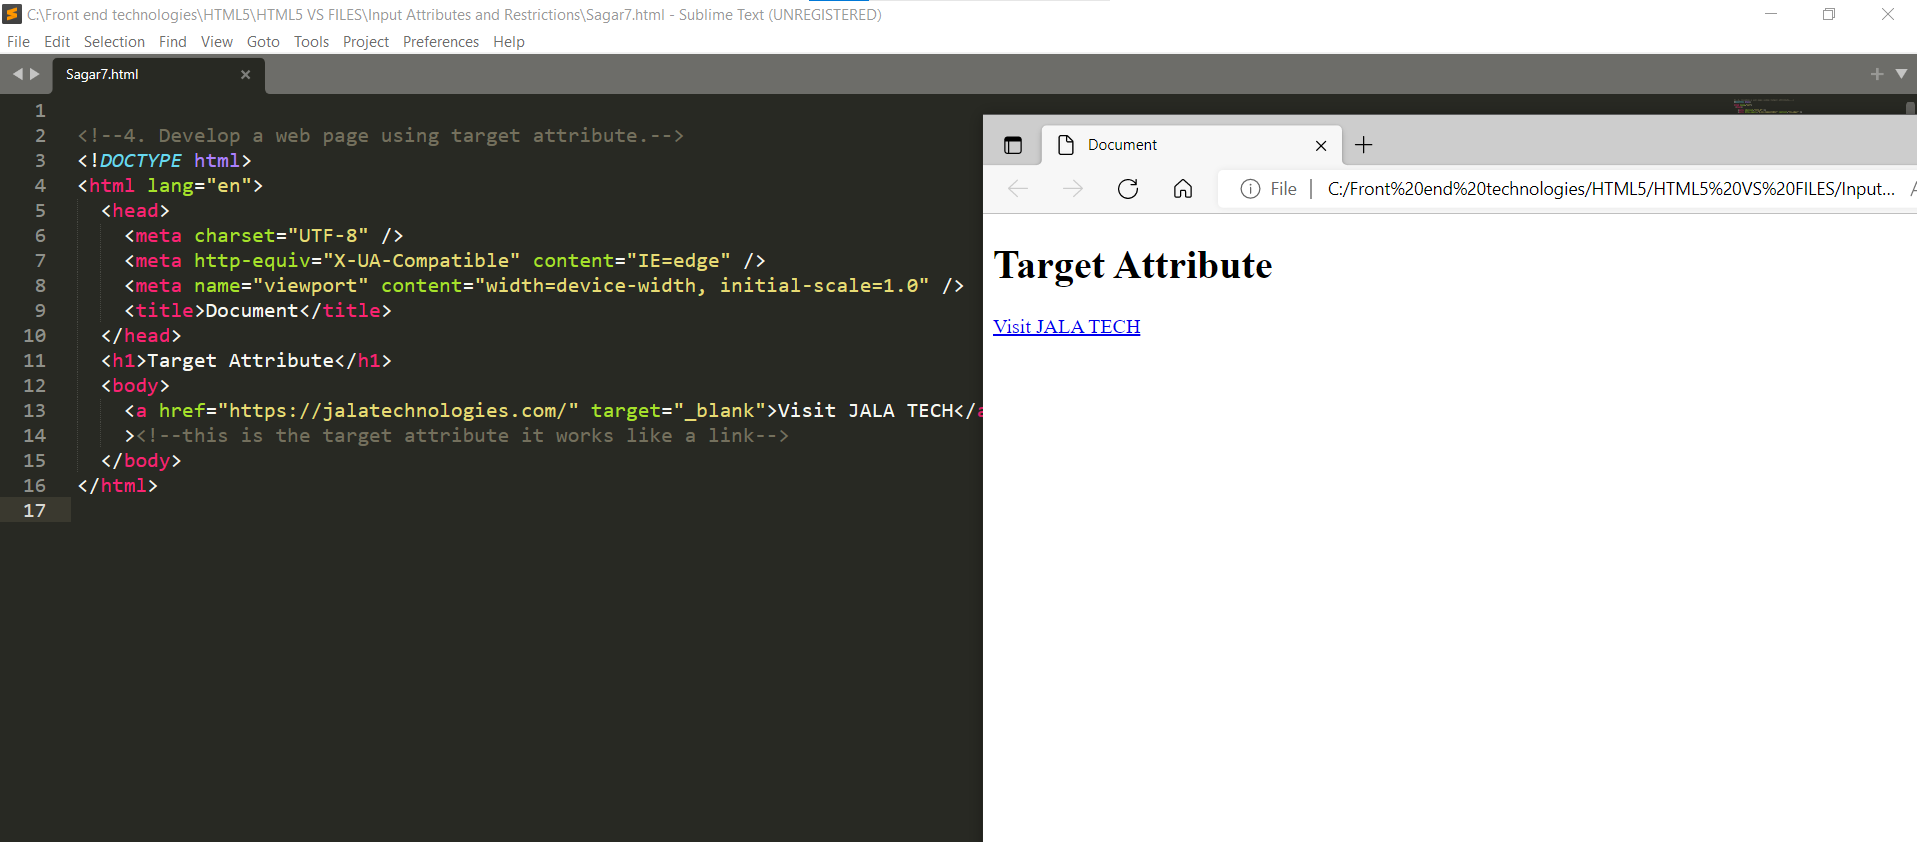 C:\Front end technologies\HTML5\HTML5 VS FILES\Input Attributes and Restrictions\Sagar7.html - Sublime Text (UNREGISTERED)
File Edit Selection Find View Goto Tools Project Preferences Help
Sagar7.html
1
2 <!--4. Develop a web page using target attribute.-->
3 <!DOCTYPE html>
4 <html lang="en">
5 <head>
6 <meta charset="UTF-8" />
7 <meta http-equiv="X-UA-Compatible" content="IE=edge" />
8 <meta name="viewport" content="width=device-width, initial-scale=1.0" />
9 <title>Document</title>
10 </head>
11 <h1>Target Attribute</h1>
12 <body>
13 <a href="https://jalatechnologies.com/" target="_blank">Visit JALA TECH</a
14 ><!--this is the target attribute it works like a link-->
15 </body>
16 </html>
17
Document
File | C:/Front%20end%20technologies/HTML5/HTML5%20VS%20FILES/Input...
Target Attribute
Visit JALA TECH